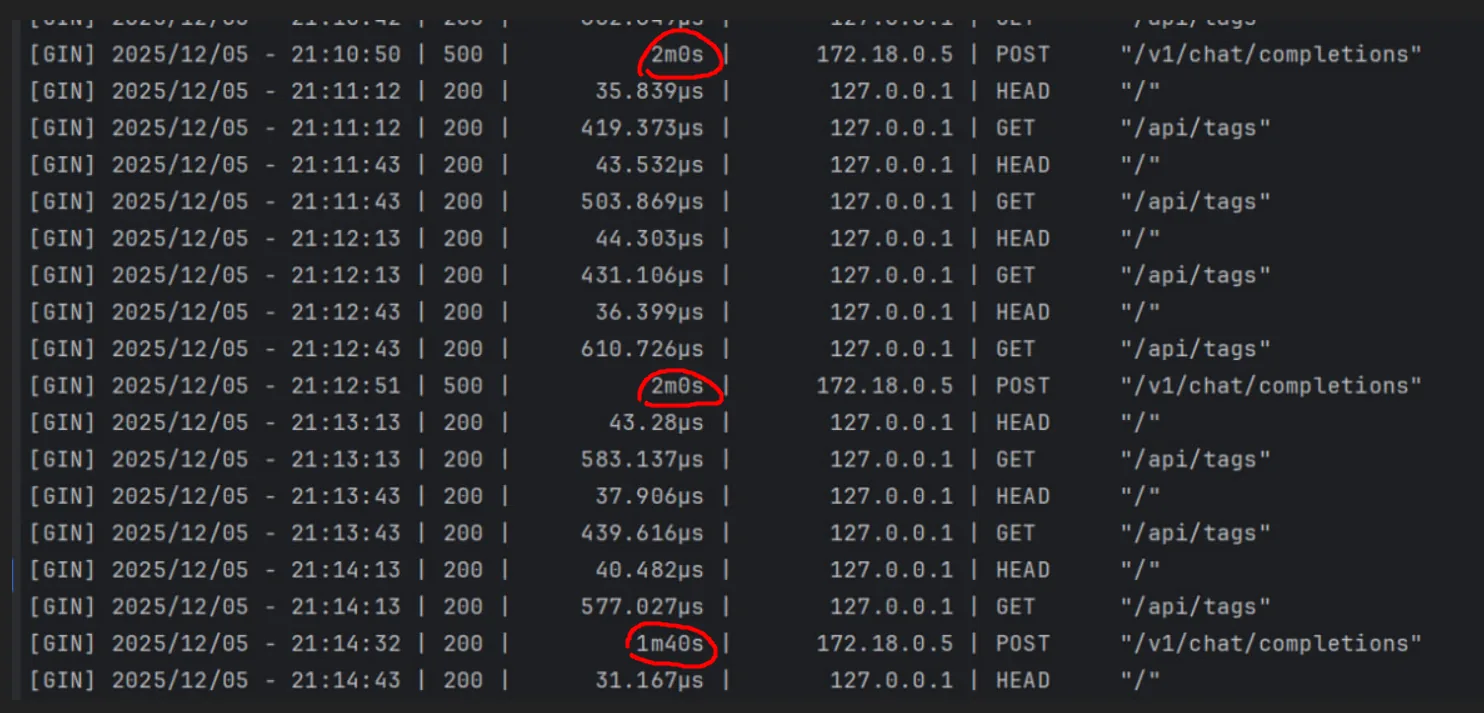 [GIN] 2025/12/05 - 21:10:42 | 200 | 127.0.0.1 | GET "/api/tags"
[GIN] 2025/12/05 - 21:10:50 | 500 | 2m0s | 172.18.0.5 | POST "/v1/chat/completions"
[GIN] 2025/12/05 - 21:11:12 | 200 | 35.839µs | 127.0.0.1 | HEAD "/"
[GIN] 2025/12/05 - 21:11:12 | 200 | 419.373µs | 127.0.0.1 | GET "/api/tags"
[GIN] 2025/12/05 - 21:11:43 | 200 | 43.532µs | 127.0.0.1 | HEAD "/"
[GIN] 2025/12/05 - 21:11:43 | 200 | 503.869µs | 127.0.0.1 | GET "/api/tags"
[GIN] 2025/12/05 - 21:12:13 | 200 | 44.303µs | 127.0.0.1 | HEAD "/"
[GIN] 2025/12/05 - 21:12:13 | 200 | 431.106µs | 127.0.0.1 | GET "/api/tags"
[GIN] 2025/12/05 - 21:12:43 | 200 | 36.399µs | 127.0.0.1 | HEAD "/"
[GIN] 2025/12/05 - 21:12:43 | 200 | 610.726µs | 127.0.0.1 | GET "/api/tags"
[GIN] 2025/12/05 - 21:12:51 | 500 | 2m0s | 172.18.0.5 | POST "/v1/chat/completions"
[GIN] 2025/12/05 - 21:13:13 | 200 | 43.28µs | 127.0.0.1 | HEAD "/"
[GIN] 2025/12/05 - 21:13:13 | 200 | 583.137µs | 127.0.0.1 | GET "/api/tags"
[GIN] 2025/12/05 - 21:13:43 | 200 | 37.906µs | 127.0.0.1 | HEAD "/"
[GIN] 2025/12/05 - 21:13:43 | 200 | 439.616µs | 127.0.0.1 | GET "/api/tags"
[GIN] 2025/12/05 - 21:14:13 | 200 | 40.482µs | 127.0.0.1 | HEAD "/"
[GIN] 2025/12/05 - 21:14:13 | 200 | 577.027µs | 127.0.0.1 | GET "/api/tags"
[GIN] 2025/12/05 - 21:14:32 | 200 | 1m40s | 172.18.0.5 | POST "/v1/chat/completions"
[GIN] 2025/12/05 - 21:14:43 | 200 | 31.167µs | 127.0.0.1 | HEAD "/"